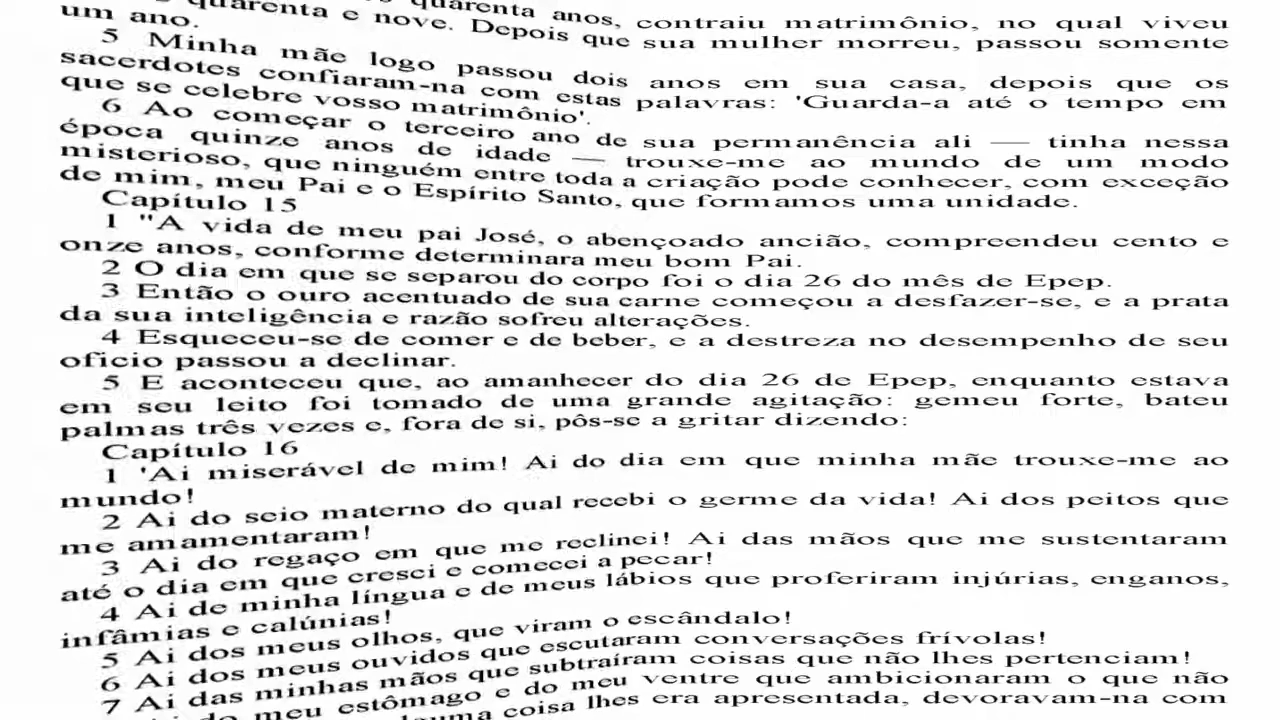 quarenta anos, contraiu matrimônio, no qual viveu
quarenta e nove. Depois que sua mulher morreu, passou somente
um ano.
5 Minha mãe logo passou dois anos em sua casa, depois que os
sacerdotes confiaram-na com estas palavras: 'Guarda-a até o tempo em
que se celebre vosso matrimônio'.
6 Ao começar o terceiro ano de sua permanência ali — tinha nessa
época quinze anos de idade — trouxe-me ao mundo de um modo
misterioso, que ninguém entre toda a criação pode conhecer, com exceção
de mim, meu Pai e o Espírito Santo, que formamos uma unidade.
Capítulo 15
1 "A vida de meu pai José, o abençoado ancião, compreendeu cento e
onze anos, conforme determinara meu bom Pai.
2 O dia em que se separou do corpo foi o dia 26 do mês de Epep.
3 Então o ouro acentuado de sua carne começou a desfazer-se, e a prata
da sua inteligência e razão sofreu alterações.
4 Esqueceu-se de comer e de beber, e a destreza no desempenho de seu
oficio passou a declinar.
5 E aconteceu que, ao amanhecer do dia 26 de Epep, enquanto estava
em seu leito foi tomado de uma grande agitação: gemeu forte, bateu
palmas três vezes e, fora de si, pôs-se a gritar dizendo:
Capítulo 16
1 'Ai miserável de mim! Ai do dia em que minha mãe trouxe-me ao
mundo!
2 Ai do seio materno do qual recebi o germe da vida! Ai dos peitos que
me amamentaram!
3 Ai do regaço em que me reclinei! Ai das mãos que me sustentaram
até o dia em que cresci e comecei a pecar!
4 Ai de minha língua e de meus lábios que proferiram injúrias, enganos,
infâmias e calúnias!
5 Ai dos meus olhos, que viram o escândalo!
6 Ai dos meus ouvidos que escutaram conversações frívolas!
7 Ai das minhas mãos que subtraíram coisas que não lhes pertenciam!
do meu estômago e do meu ventre que ambicionaram o que não
coisa lhes era apresentada, devoravam-na com